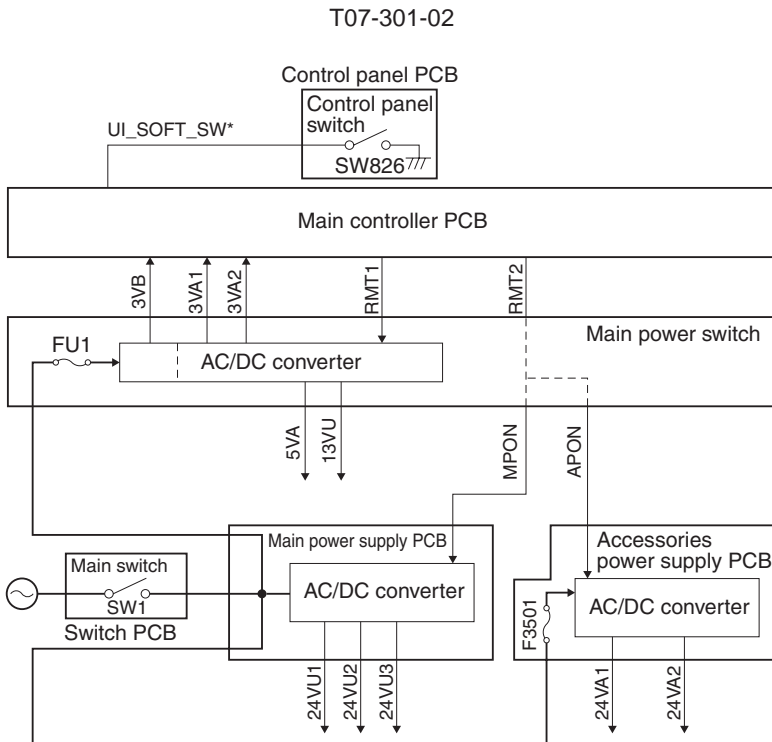 T07-301-02
Control panel PCB
Control panel
switch
UI_SOFT_SW*
SW826
Main controller PCB
3VB
3VA1
3VA2
RMT1
RMT2
Main power switch
FU1
AC/DC converter
5VA
13VU
MPON
APON
Main power supply PCB
Accessories
power supply PCB
Main switch
SW1
Switch PCB
AC/DC converter
F3501
AC/DC converter
24VU1
24VU2
24VU3
24VA1
24VA2